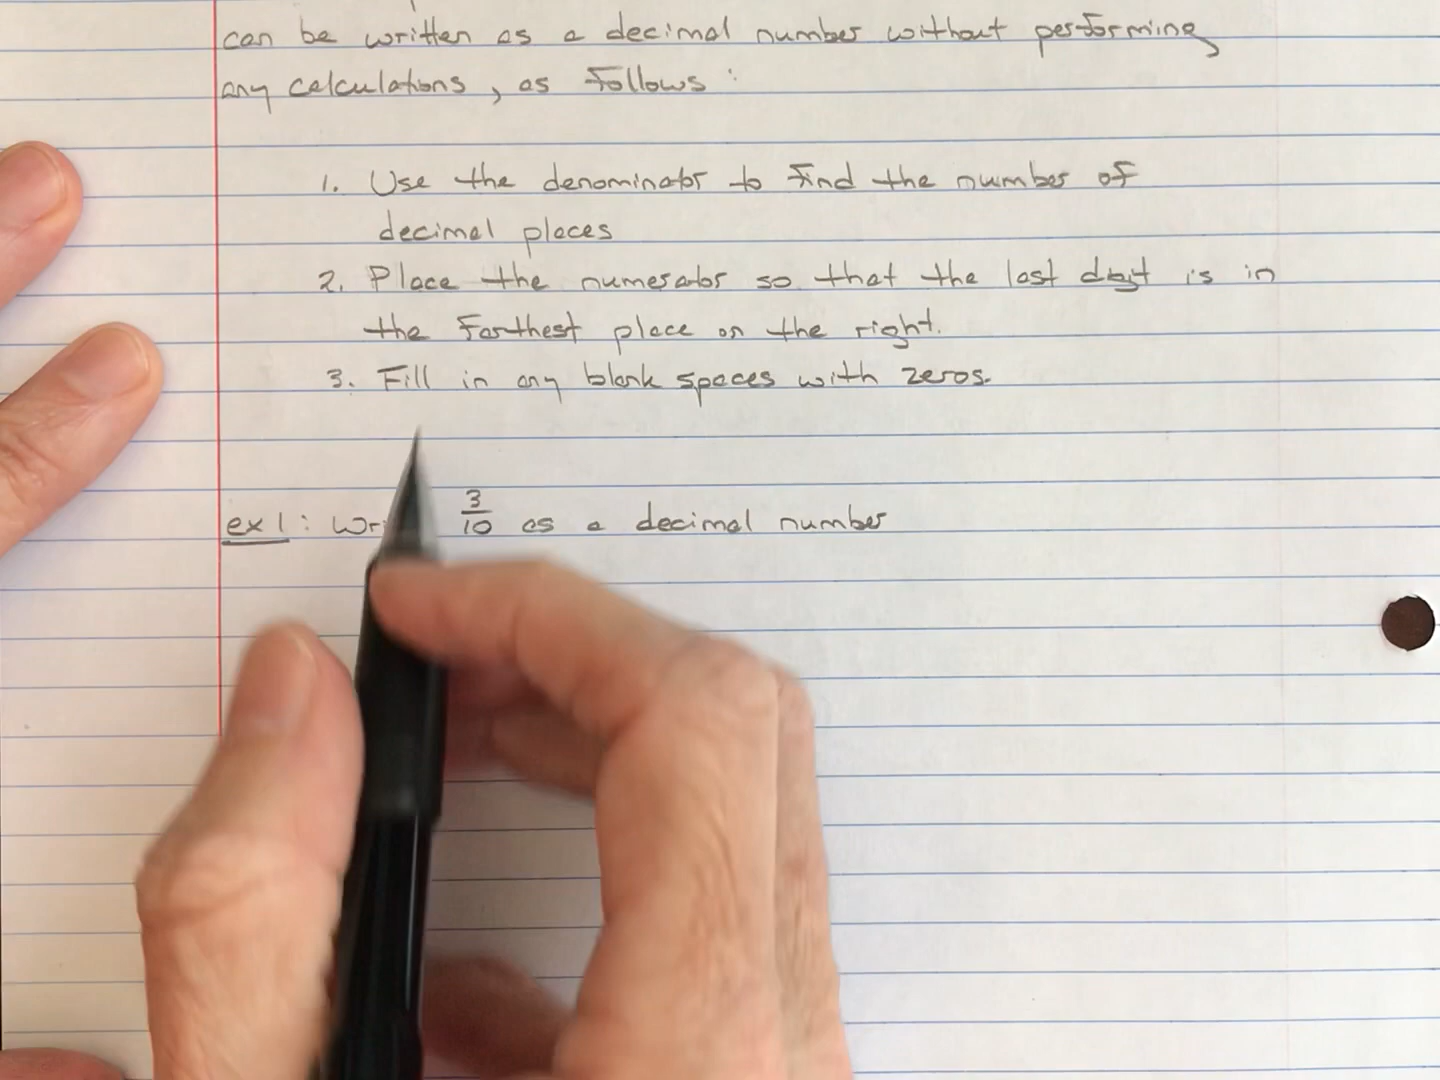 can be written as a decimal number without performing
any calculations, as follows:
1. Use the denominator to find the number of
decimal places
2. Place the numerator so that the last digit is in
the farthest place on the right.
3. Fill in any blank spaces with zeros.
ex 1: 3/10 as a decimal number